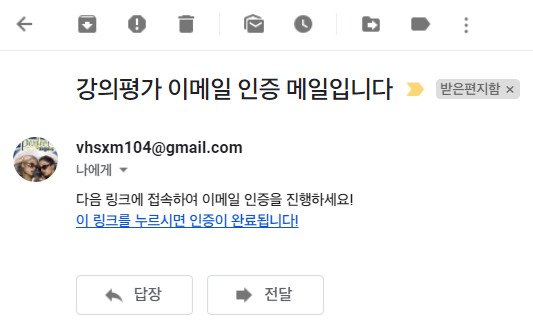 강의평가 이메일 인증 메일입니다
받은편지함 ×
vhsxm104@gmail.com
나에게
다음 링크에 접속하여 이메일 인증을 진행하세요!
이 링크를 누르시면 인증이 완료됩니다!
답장
전달